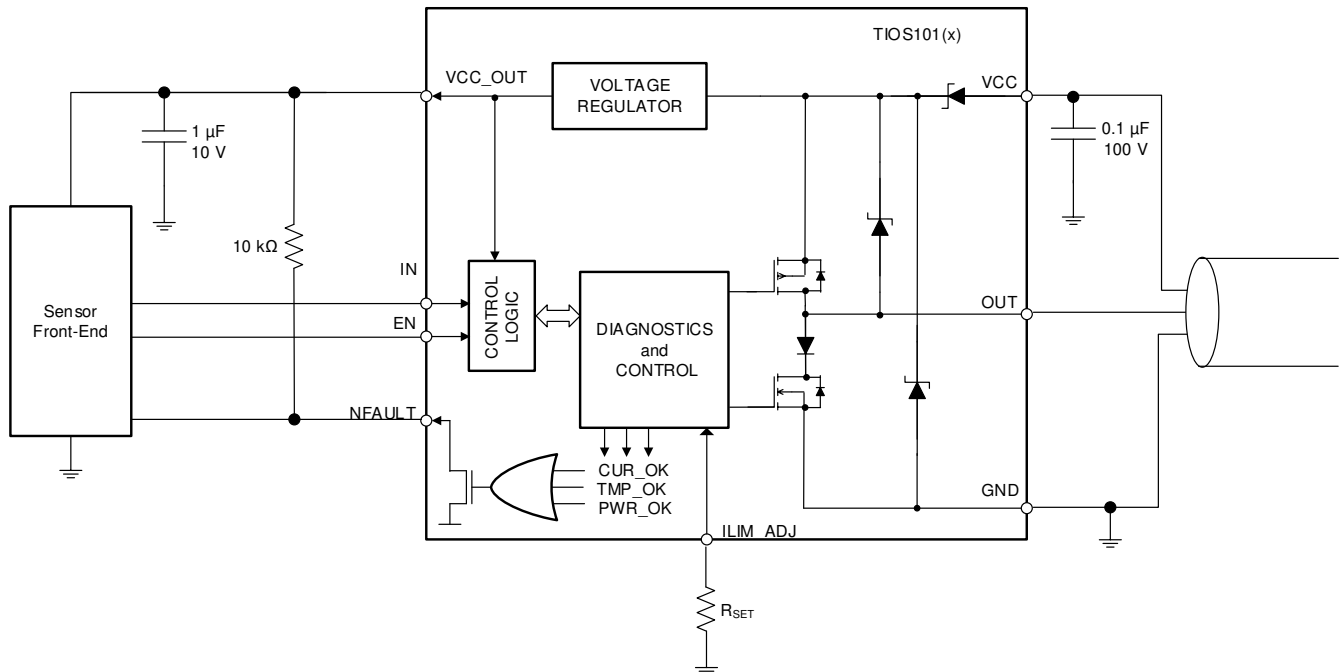 TIOS101(x)
VCC_OUT
VOLTAGE
REGULATOR
VCC
1 µF
10 V
0.1 µF
100 V
10 kΩ
IN
Sensor
Front-End
EN
CONTROL
LOGIC
DIAGNOSTICS
and
CONTROL
OUT
NFAULT
CUR_OK
TMP_OK
PWR_OK
GND
ILIM_ADJ
RSET